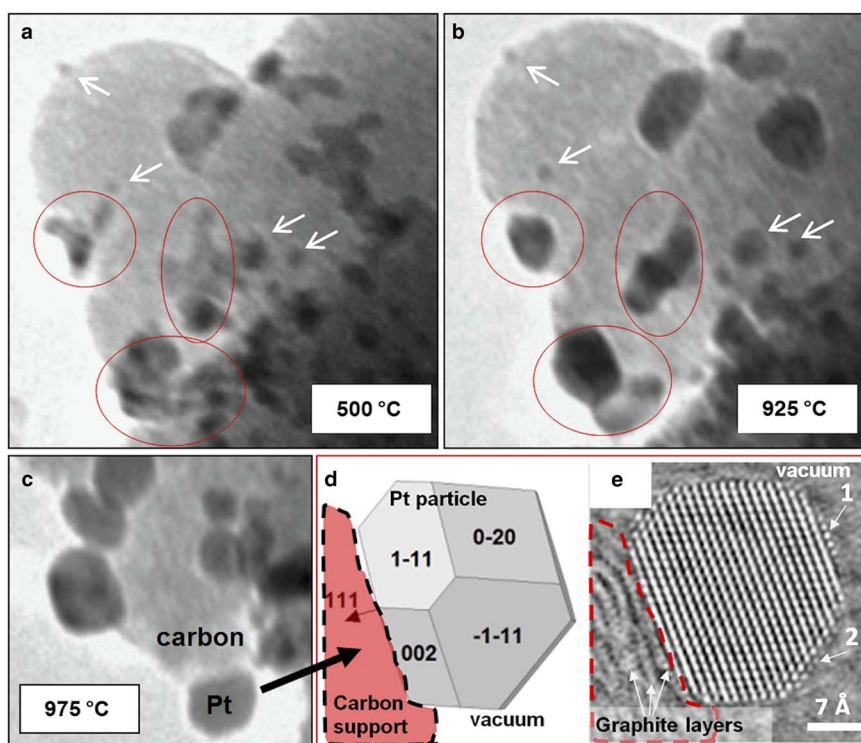 a
b
500 °C
925 °C
c
carbon
Pt
975 °C
d
Pt particle
1-11
0-20
111
002
-1-11
Carbon
support
vacuum
e
vacuum
1
2
7 Å
Graphite layers